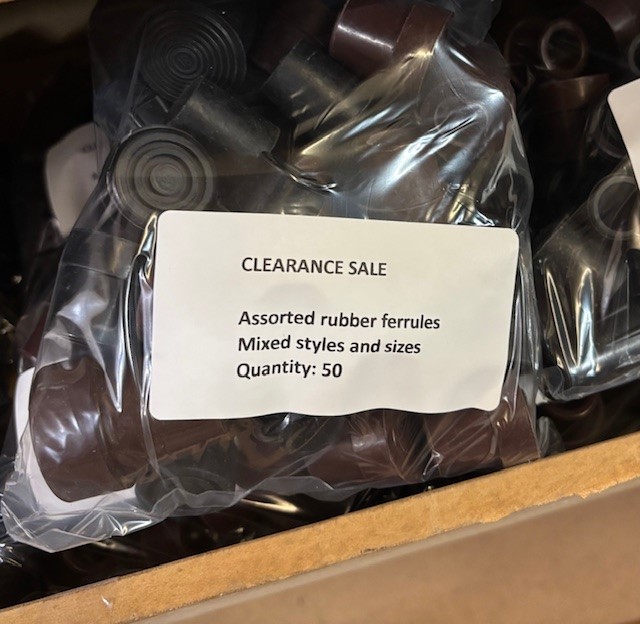 CLEARANCE SALE
Assorted rubber ferrules
Mixed styles and sizes
Quantity: 50